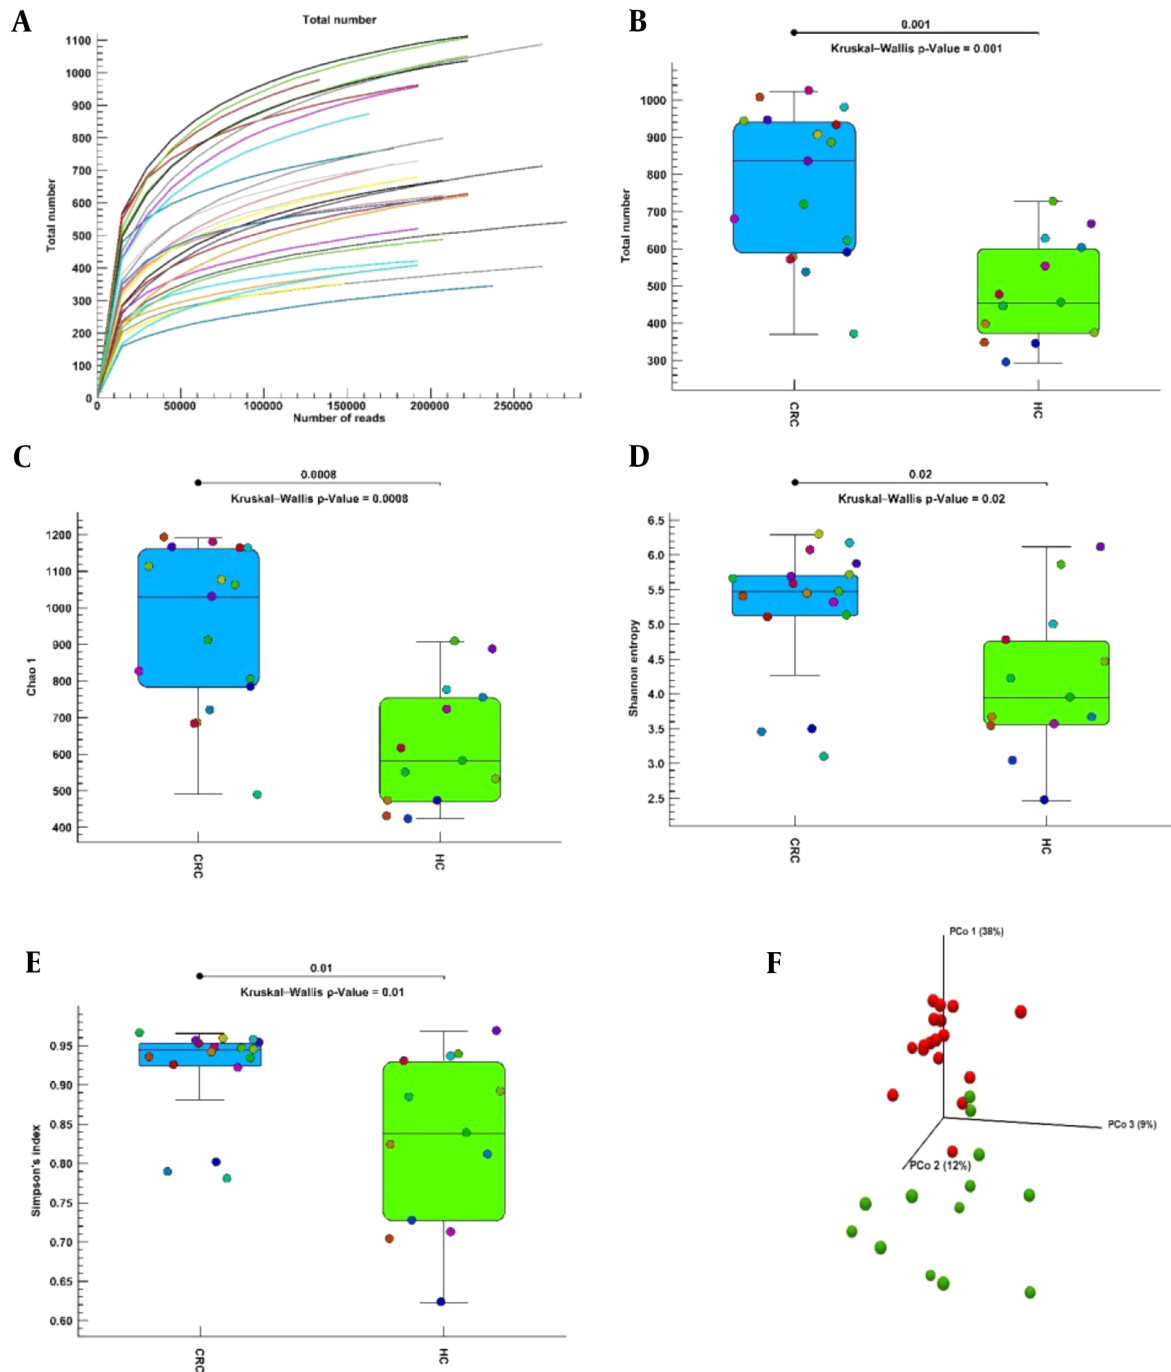 A
Total number
Total number
1100
1000
900
800
700
600
500
400
300
200
100
0
0
50000
100000
150000
200000
250000
Number of reads
B
0.001
Kruskal–Wallis p-Value = 0.001
Total number
1000
900
800
700
600
500
400
300
CRC
HC
C
0.0008
Kruskal–Wallis p-Value = 0.0008
Chao 1
1200
1100
1000
900
800
700
600
500
400
CRC
HC
D
0.02
Kruskal–Wallis p-Value = 0.02
Shannon entropy
6.5
6.0
5.5
5.0
4.5
4.0
3.5
3.0
2.5
CRC
HC
E
0.01
Kruskal–Wallis p-Value = 0.01
Simpson's index
0.95
0.90
0.85
0.80
0.75
0.70
0.65
0.60
CRC
HC
F
PCo 1 (38%)
PCo 3 (9%)
PCo 2 (12%)